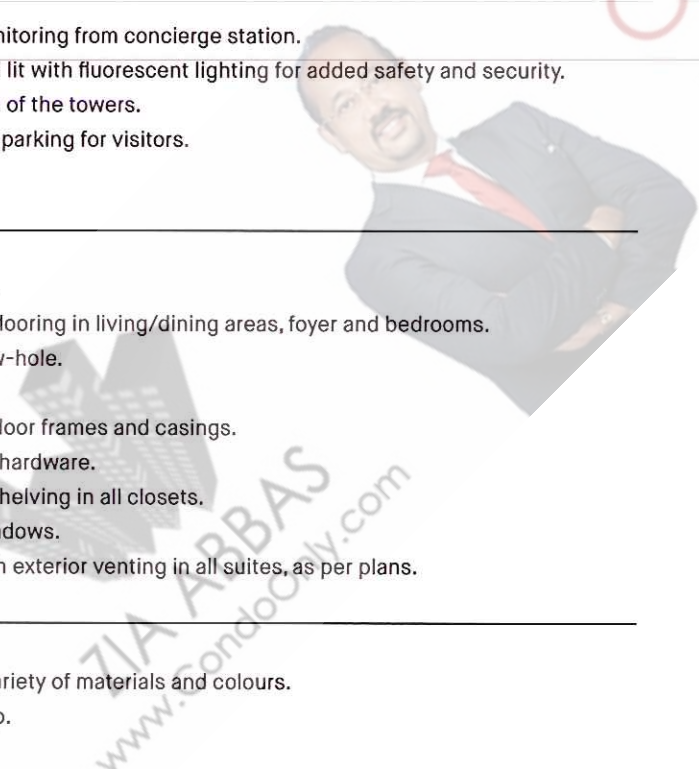 nitoring from concierge station.
lit with fluorescent lighting for added safety and security.
of the towers.
parking for visitors.
looring in living/dining areas, foyer and bedrooms.
w-hole.
loor frames and casings.
hardware.
helving in all closets.
dows.
n exterior venting in all suites, as per plans.
ariety of materials and colours.
ZIA ABBAS
www.CondoOnly.com